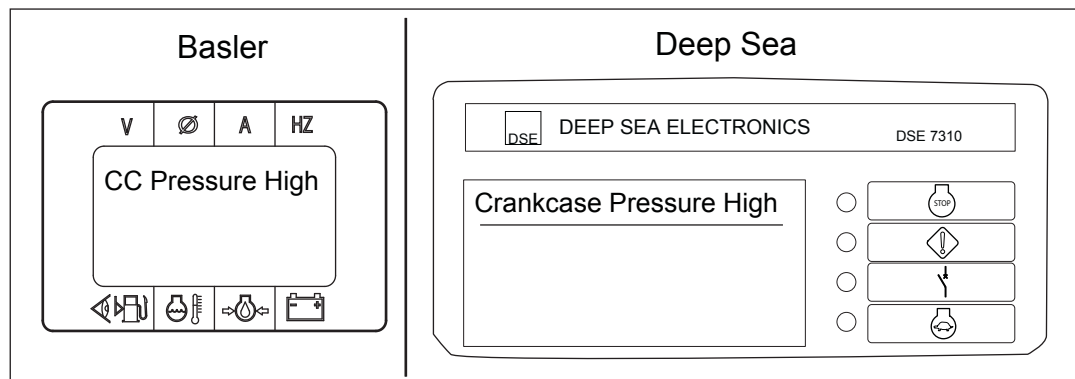 Basler
V Ø A HZ
CC Pressure High
Deep Sea
DSE DEEP SEA ELECTRONICS DSE 7310
Crankcase Pressure High
STOP